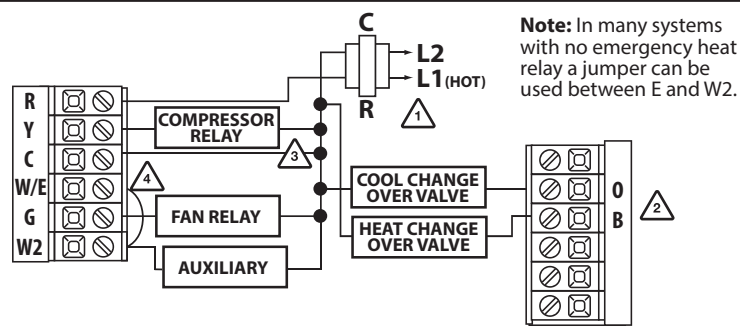 C
L2
L1(HOT)
R
1
Note: In many systems
with no emergency heat
relay a jumper can be
used between E and W2.
R
Y
C
W/E
G
W2
COMPRESSOR
RELAY
3
4
FAN RELAY
AUXILIARY
COOL CHANGE
OVER VALVE
HEAT CHANGE
OVER VALVE
O
B
2